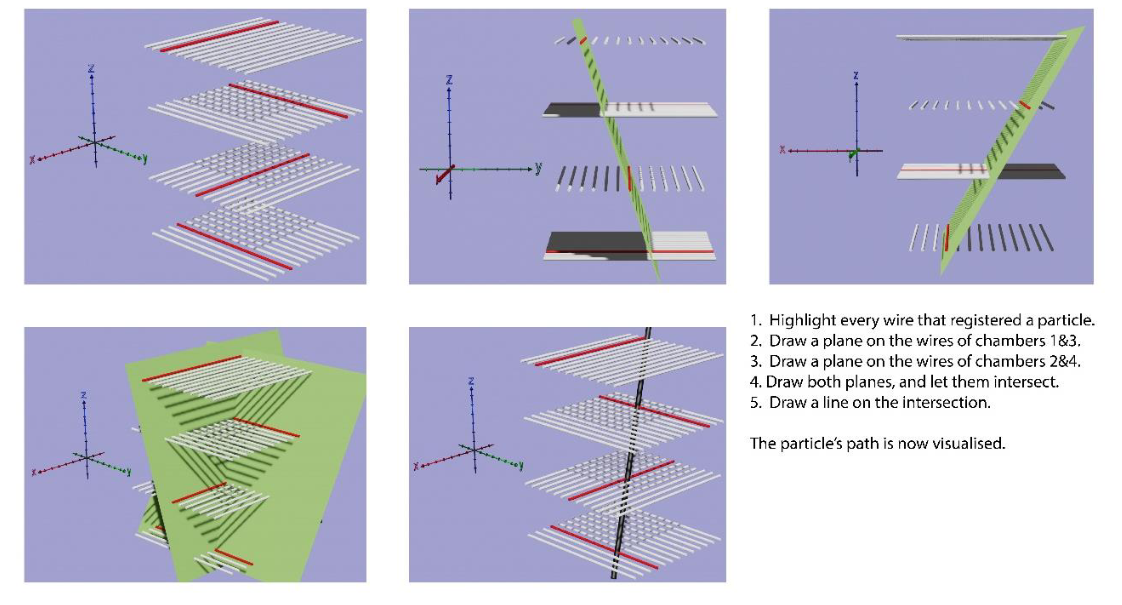 z
x
y
z
y
z
x
1. Highlight every wire that registered a particle.
2. Draw a plane on the wires of chambers 1&3.
3. Draw a plane on the wires of chambers 2&4.
4. Draw both planes, and let them intersect.
5. Draw a line on the intersection.
The particle's path is now visualised.
z
x
y
z
x
y